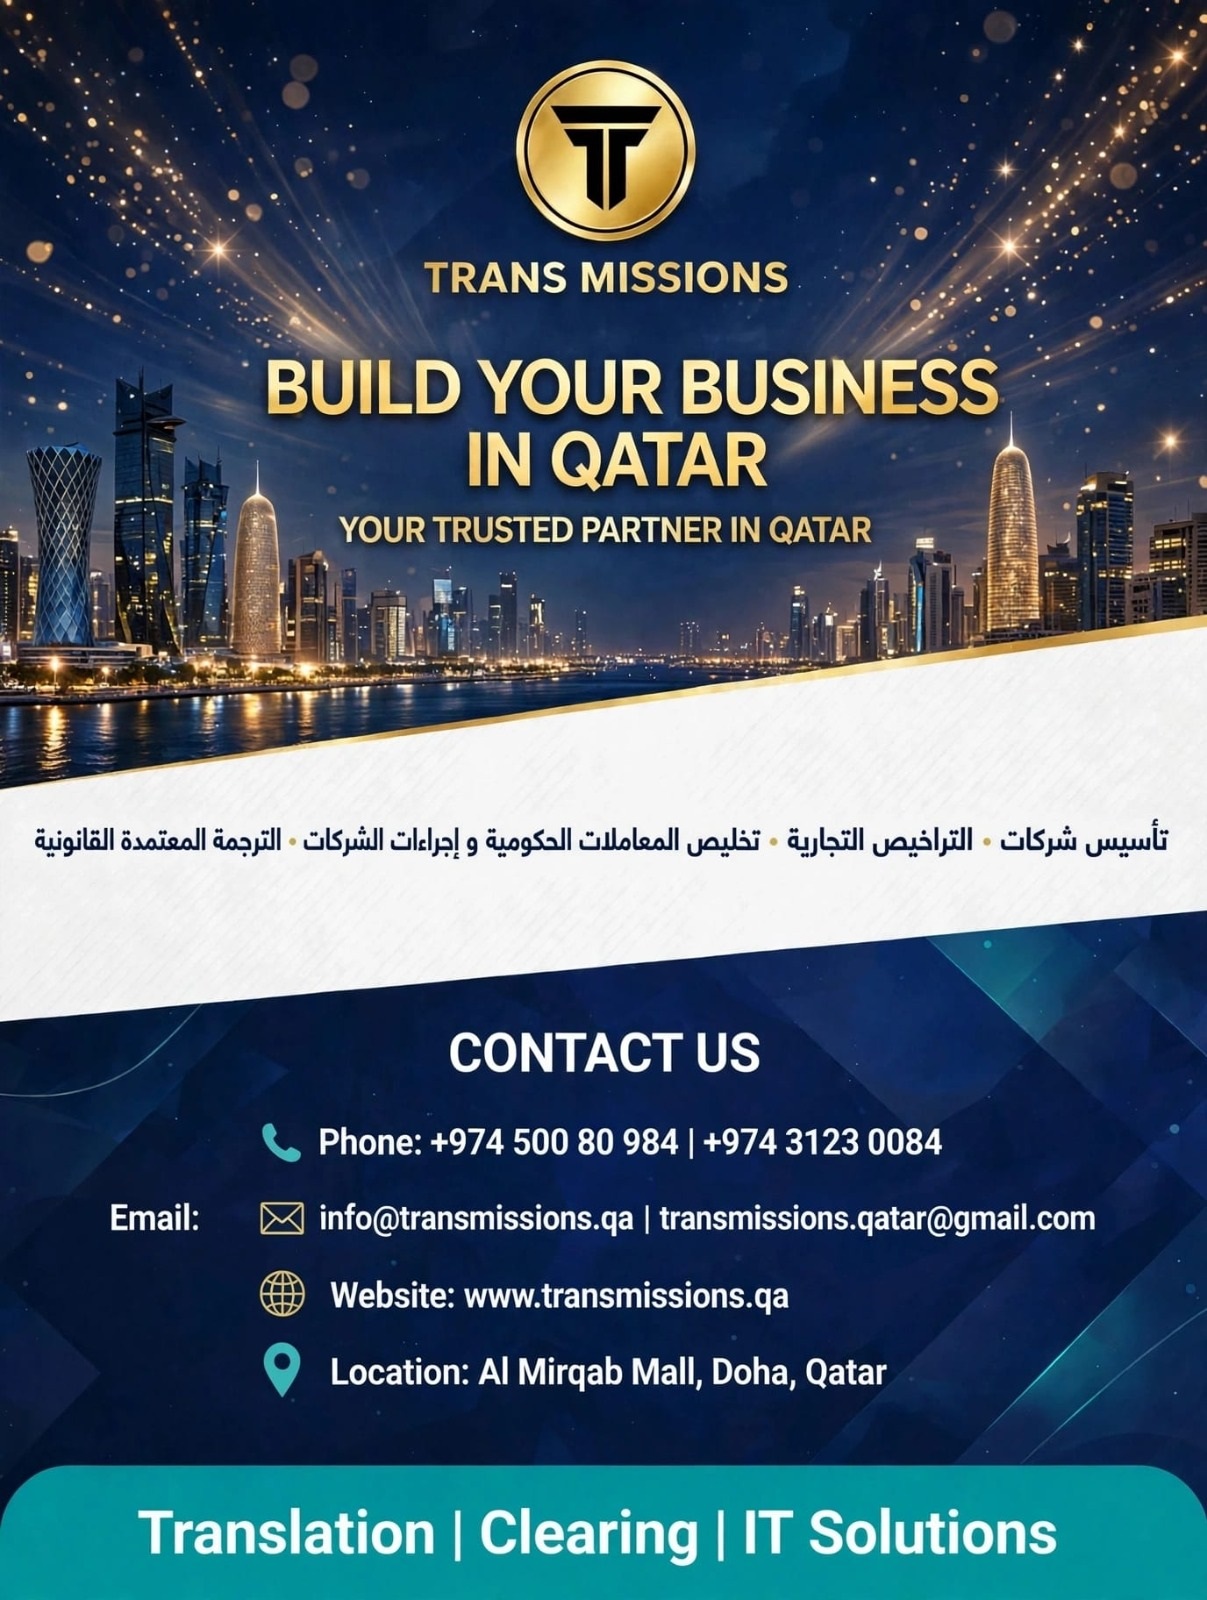 TRANS MISSIONS
BUILD YOUR BUSINESS
IN QATAR
YOUR TRUSTED PARTNER IN QATAR
تأسيس شركات • التراخيص التجارية • تخليص المعاملات الحكومية و إجراءات الشركات • الترجمة المعتمدة القانونية
CONTACT US
Phone: +974 500 80 984 | +974 3123 0084
Email: info@transmissions.qa | transmissions.qatar@gmail.com
Website: www.transmissions.qa
Location: Al Mirqab Mall, Doha, Qatar
Translation | Clearing | IT Solutions